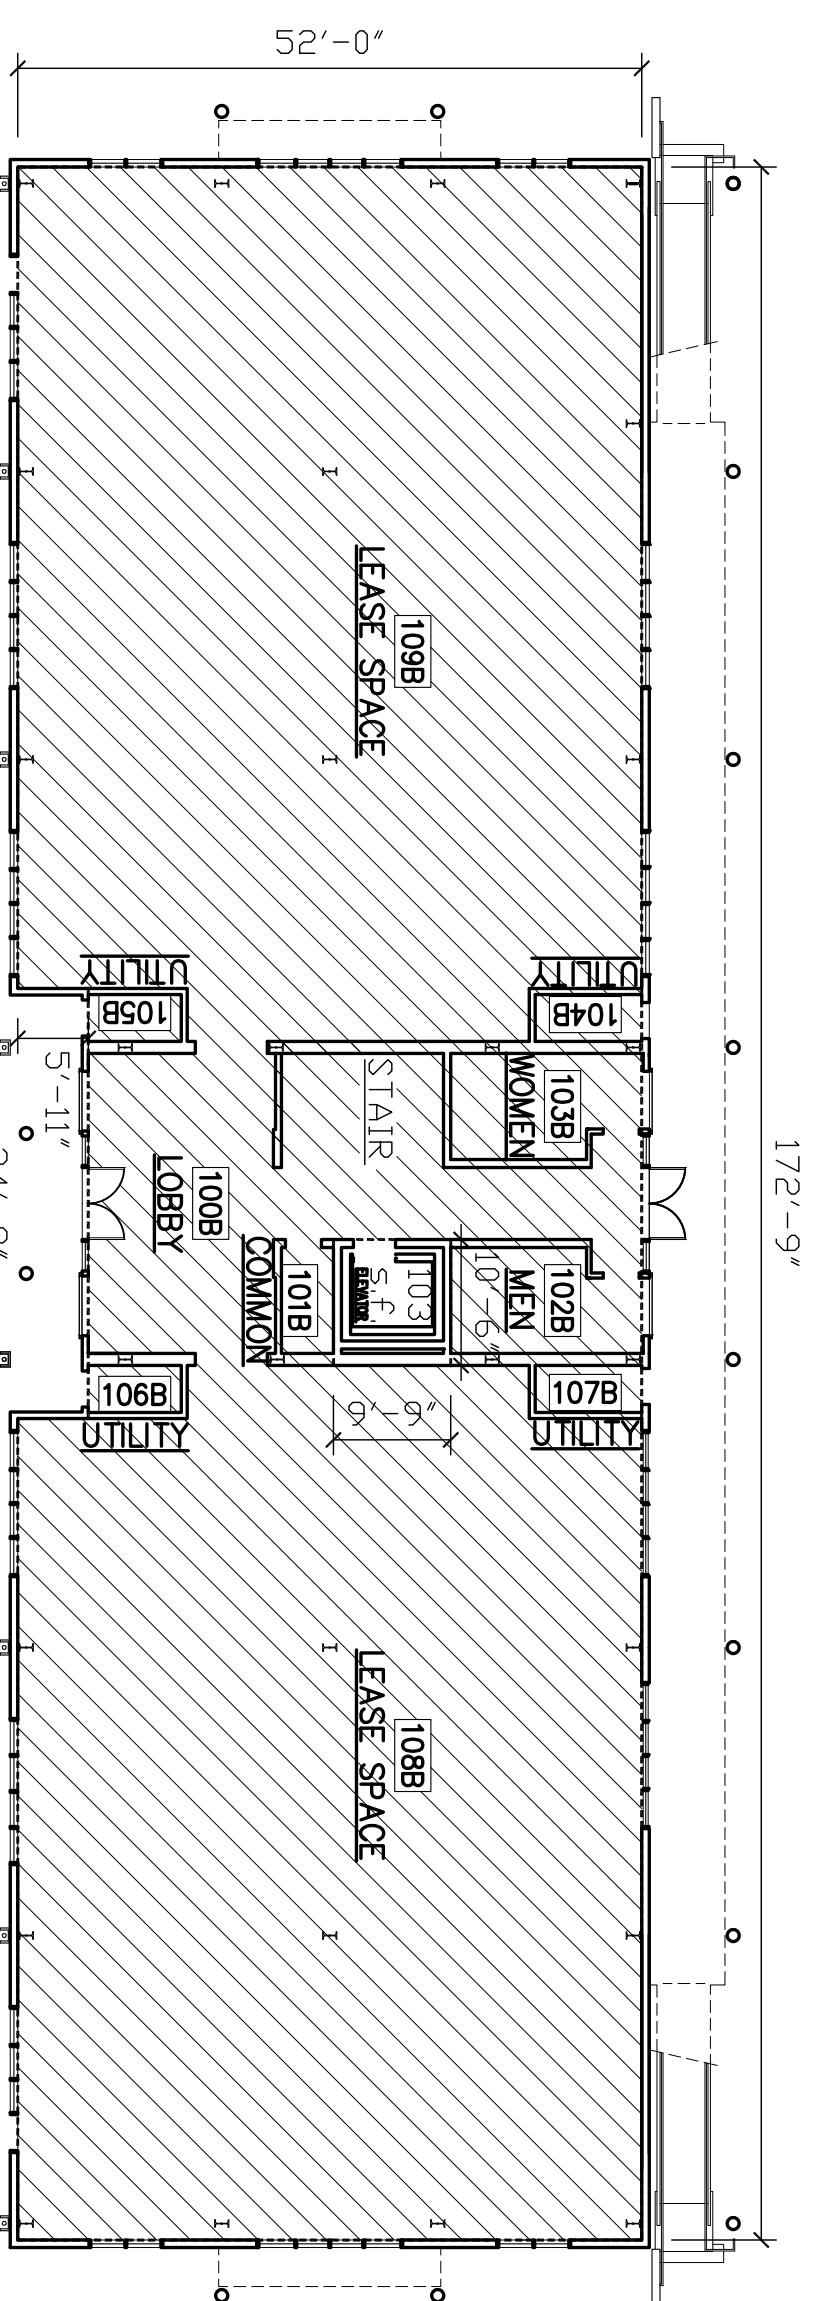 52'-0"
172'-9"
109B
LEASE SPACE
UTILITY
105B
UTILITY
104B
5'-11"
STAIR
WOMEN
103B
100B
LOBBY
COMMON
101B
103
S.f.
ELEVATOR
10'-6"
MEN
102B
106B
UTILITY
9'-9"
107B
UTILITY
108B
LEASE SPACE